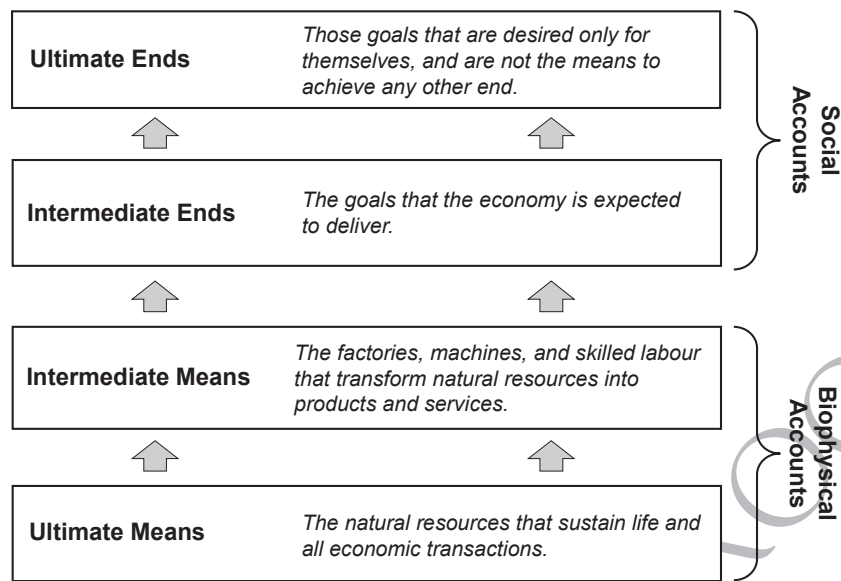 Ultimate Ends
Those goals that are desired only for
themselves, and are not the means to
achieve any other end.
Intermediate Ends
The goals that the economy is expected
to deliver.
Social
Accounts
Intermediate Means
The factories, machines, and skilled labour
that transform natural resources into
products and services.
Ultimate Means
The natural resources that sustain life and
all economic transactions.
Biophysical
Accounts